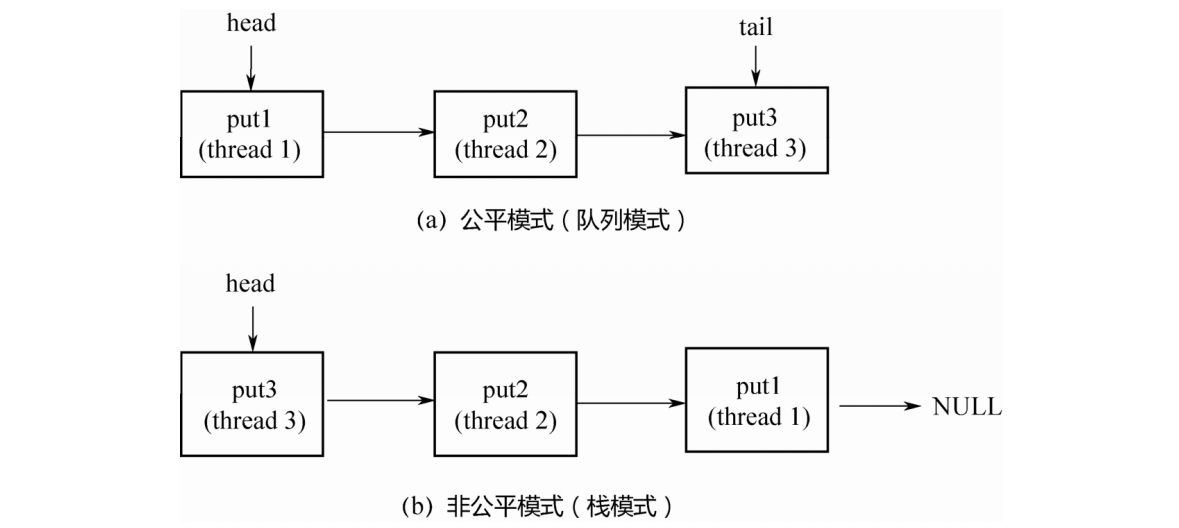 head
tail
put1
(thread 1)
put2
(thread 2)
put3
(thread 3)
(a) 公平模式（队列模式）
head
put3
(thread 3)
put2
(thread 2)
put1
(thread 1)
NULL
(b) 非公平模式（栈模式）